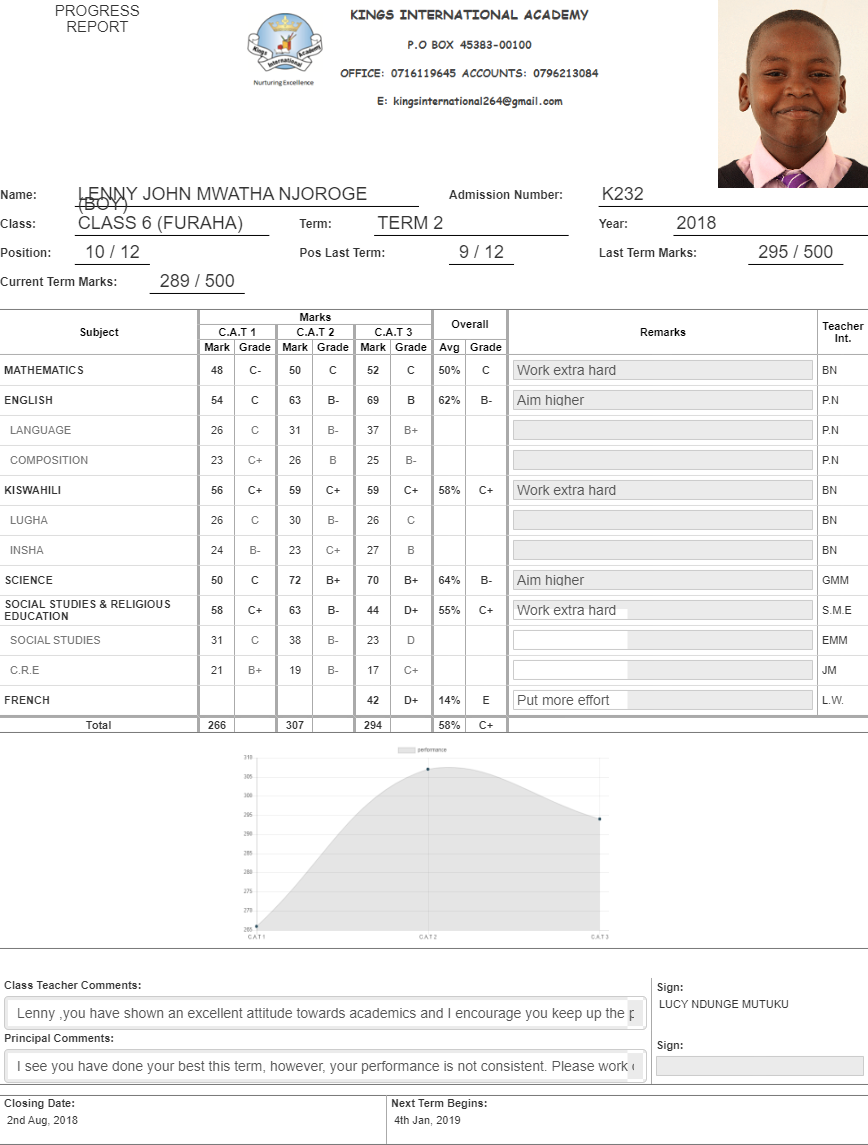 PROGRESS
REPORT
Kings Academy
International
Nurturing Excellence
KINGS INTERNATIONAL ACADEMY
P.O BOX 45383-00100
OFFICE: 0716119645 ACCOUNTS: 0796213084
E: kingsinternational264@gmail.com
Name: LENNY JOHN MWATHA NJOROGE (BOY) Admission Number: K232
Class: CLASS 6 (FURAHA) Term: TERM 2 Year: 2018
Position: 10 / 12 Pos Last Term: 9 / 12 Last Term Marks: 295 / 500
Current Term Marks: 289 / 500
Subject Marks Overall Remarks Teacher Int.
C.A.T 1 C.A.T 2 C.A.T 3
Mark Grade Mark Grade Mark Grade Avg Grade
MATHEMATICS 48 C- 50 C 52 C 50% C Work extra hard BN
ENGLISH 54 C 63 B- 69 B 62% B- Aim higher P.N
LANGUAGE 26 C 31 B- 37 B+ P.N
COMPOSITION 23 C+ 26 B 25 B- P.N
KISWAHILI 56 C+ 59 C+ 59 C+ 58% C+ Work extra hard BN
LUGHA 26 C 30 B- 26 C BN
INSHA 24 B- 23 C+ 27 B BN
SCIENCE 50 C 72 B+ 70 B+ 64% B- Aim higher GMM
SOCIAL STUDIES & RELIGIOUS EDUCATION 58 C+ 63 B- 44 D+ 55% C+ Work extra hard S.M.E
SOCIAL STUDIES 31 C 38 B- 23 D EMM
C.R.E 21 B+ 19 B- 17 C+ JM
FRENCH 42 D+ 14% E Put more effort L.W.
Total 266 307 294 58% C+
performance
310
305
300
295
290
285
280
275
270
265
C.A.T 1 C.A.T 2 C.A.T 3
Class Teacher Comments:
Lenny ,you have shown an excellent attitude towards academics and I encourage you keep up the
Sign:
LUCY NDUNGE MUTUKU
Principal Comments:
I see you have done your best this term, however, your performance is not consistent. Please work
Sign:
Closing Date: Next Term Begins:
2nd Aug, 2018 4th Jan, 2019